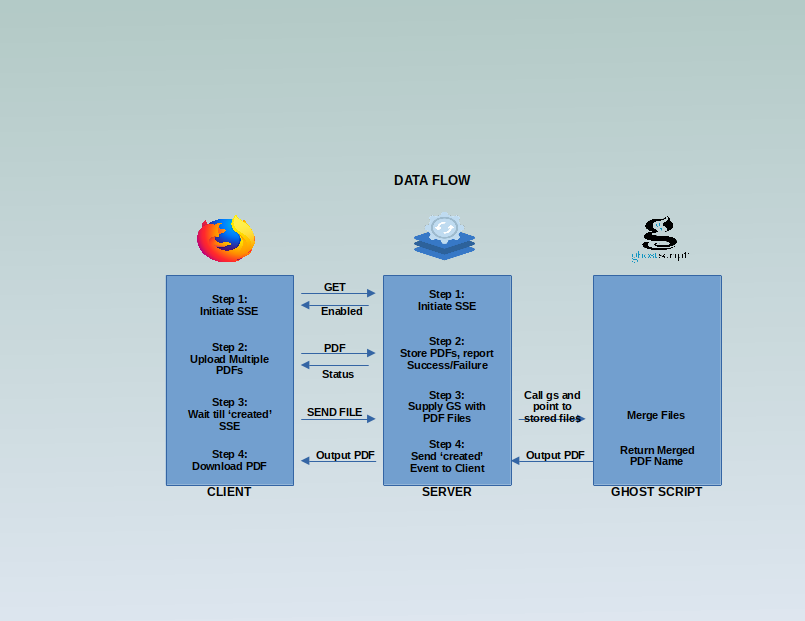 DATA FLOW
ghostscript
Step 1:
Initiate SSE
GET
Enabled
Step 1:
Initiate SSE
Step 2:
Upload Multiple
PDFs
PDF
Status
Step 2:
Store PDFs, report
Success/Failure
Step 3:
Wait till ‘created’
SSE
SEND FILE
Step 3:
Supply GS with
PDF Files
Call gs and
point to
stored files
Merge Files
Step 4:
Download PDF
Output PDF
Step 4:
Send ‘created’
Event to Client
Output PDF
Return Merged
PDF Name
CLIENT
SERVER
GHOST SCRIPT